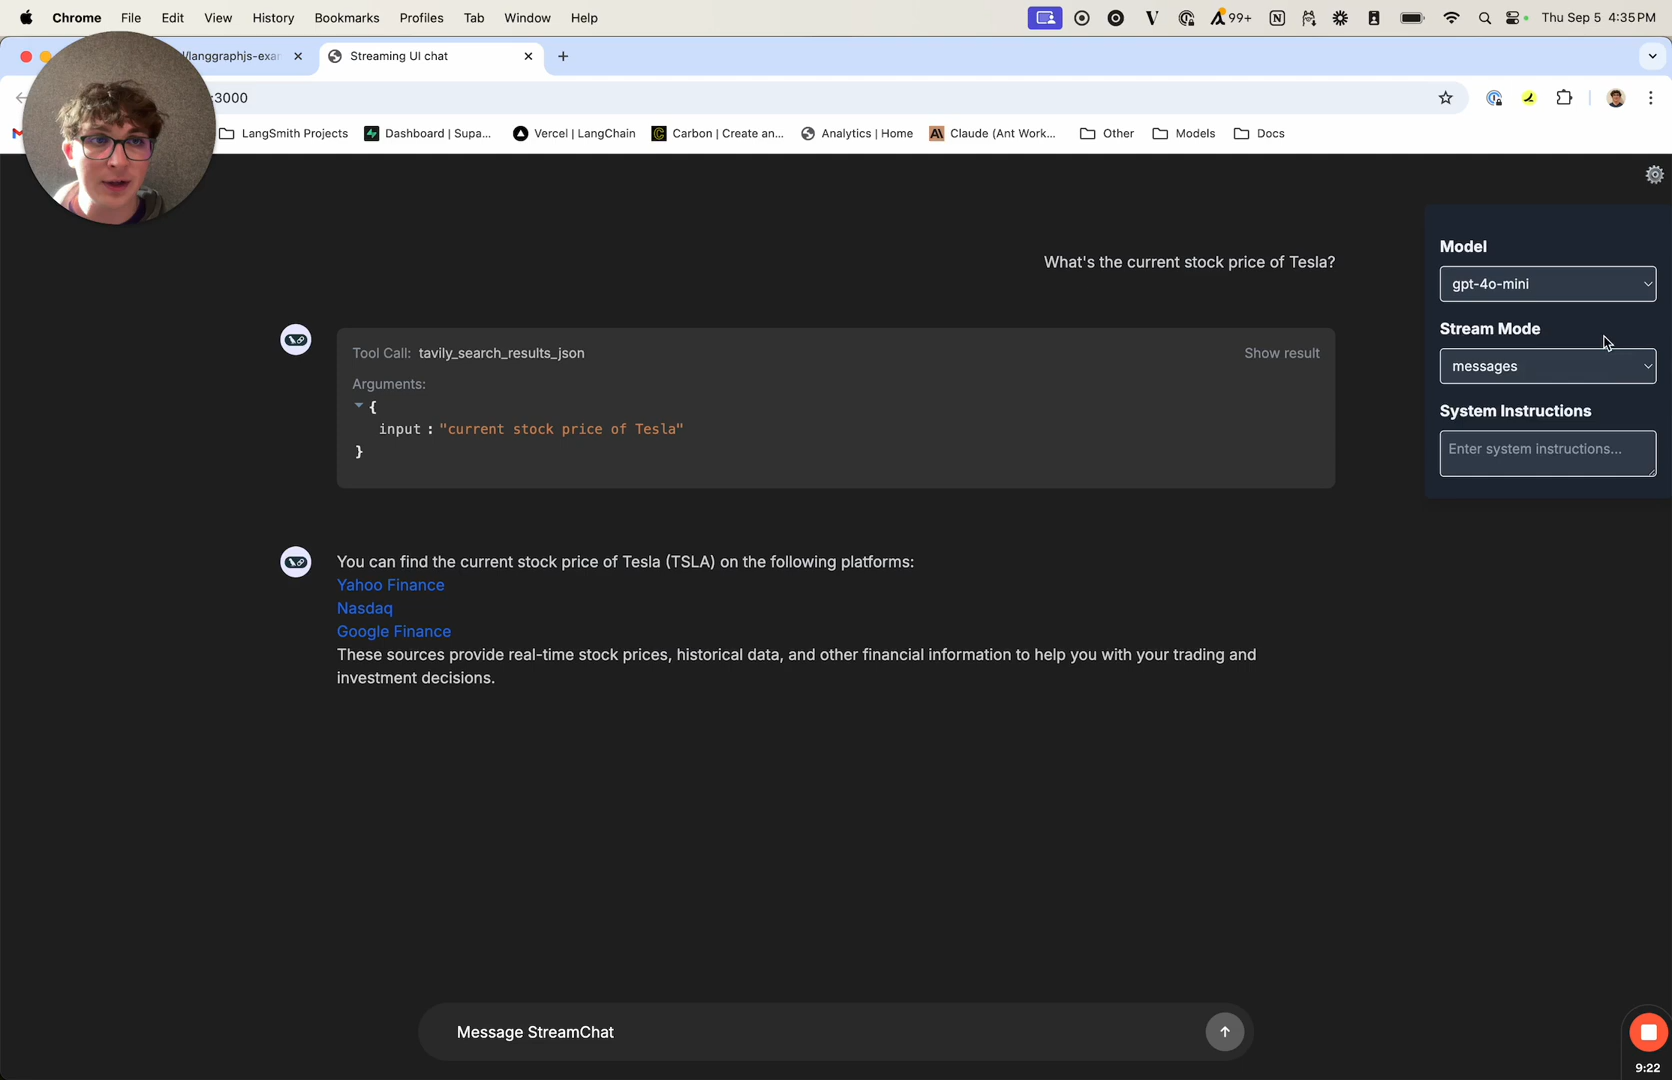 Chrome File Edit View History Bookmarks Profiles Tab Window Help 99+ Thu Sep 5 4:35 PM
/langgraphjs-exar Streaming UI chat
:3000
LangSmith Projects Dashboard | Supa... Vercel | LangChain Carbon | Create an... Analytics | Home Claude (Ant Work... Other Models Docs
What's the current stock price of Tesla?
Model
gpt-4o-mini
Stream Mode
messages
System Instructions
Enter system instructions...
Tool Call: tavily_search_results_json Show result
Arguments:
{
input : "current stock price of Tesla"
}
You can find the current stock price of Tesla (TSLA) on the following platforms:
Yahoo Finance
Nasdaq
Google Finance
These sources provide real-time stock prices, historical data, and other financial information to help you with your trading and
investment decisions.
Message StreamChat
9:22